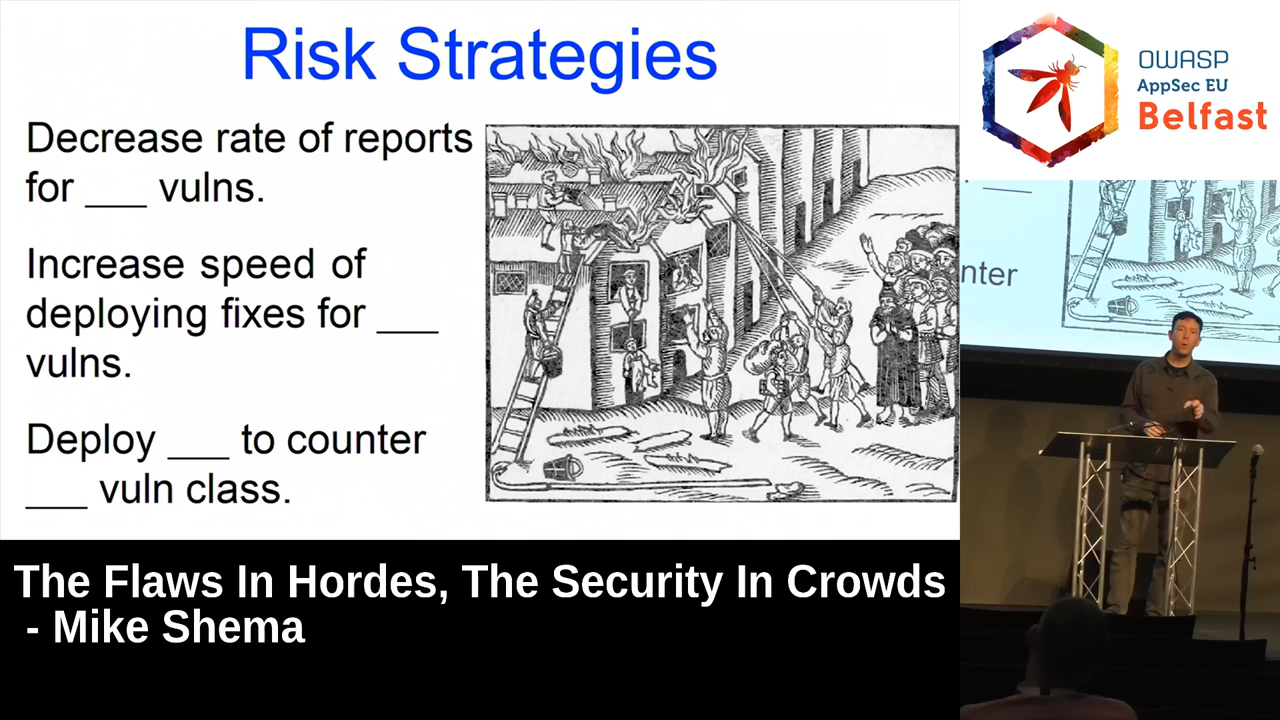 Risk Strategies
Decrease rate of reports
for ___ vulns.
Increase speed of
deploying fixes for ___
vulns.
Deploy ___ to counter
___ vuln class.
OWASP
AppSec EU
Belfast
nter
The Flaws In Hordes, The Security In Crowds
- Mike Shema